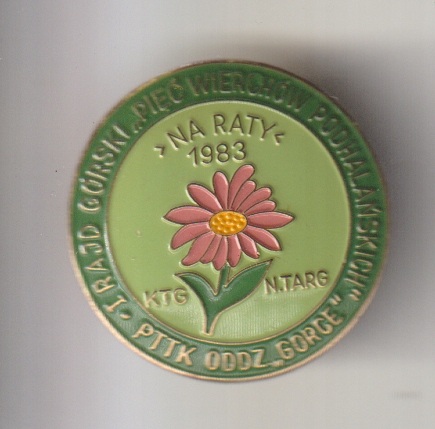 I RAJD GÓRSKI „PIĘĆ WIERCHÓW PODHALAŃSKICH"
• PTTK ODDZ. „GORCE"
>NA RATY<
1983
KTG N.TARG